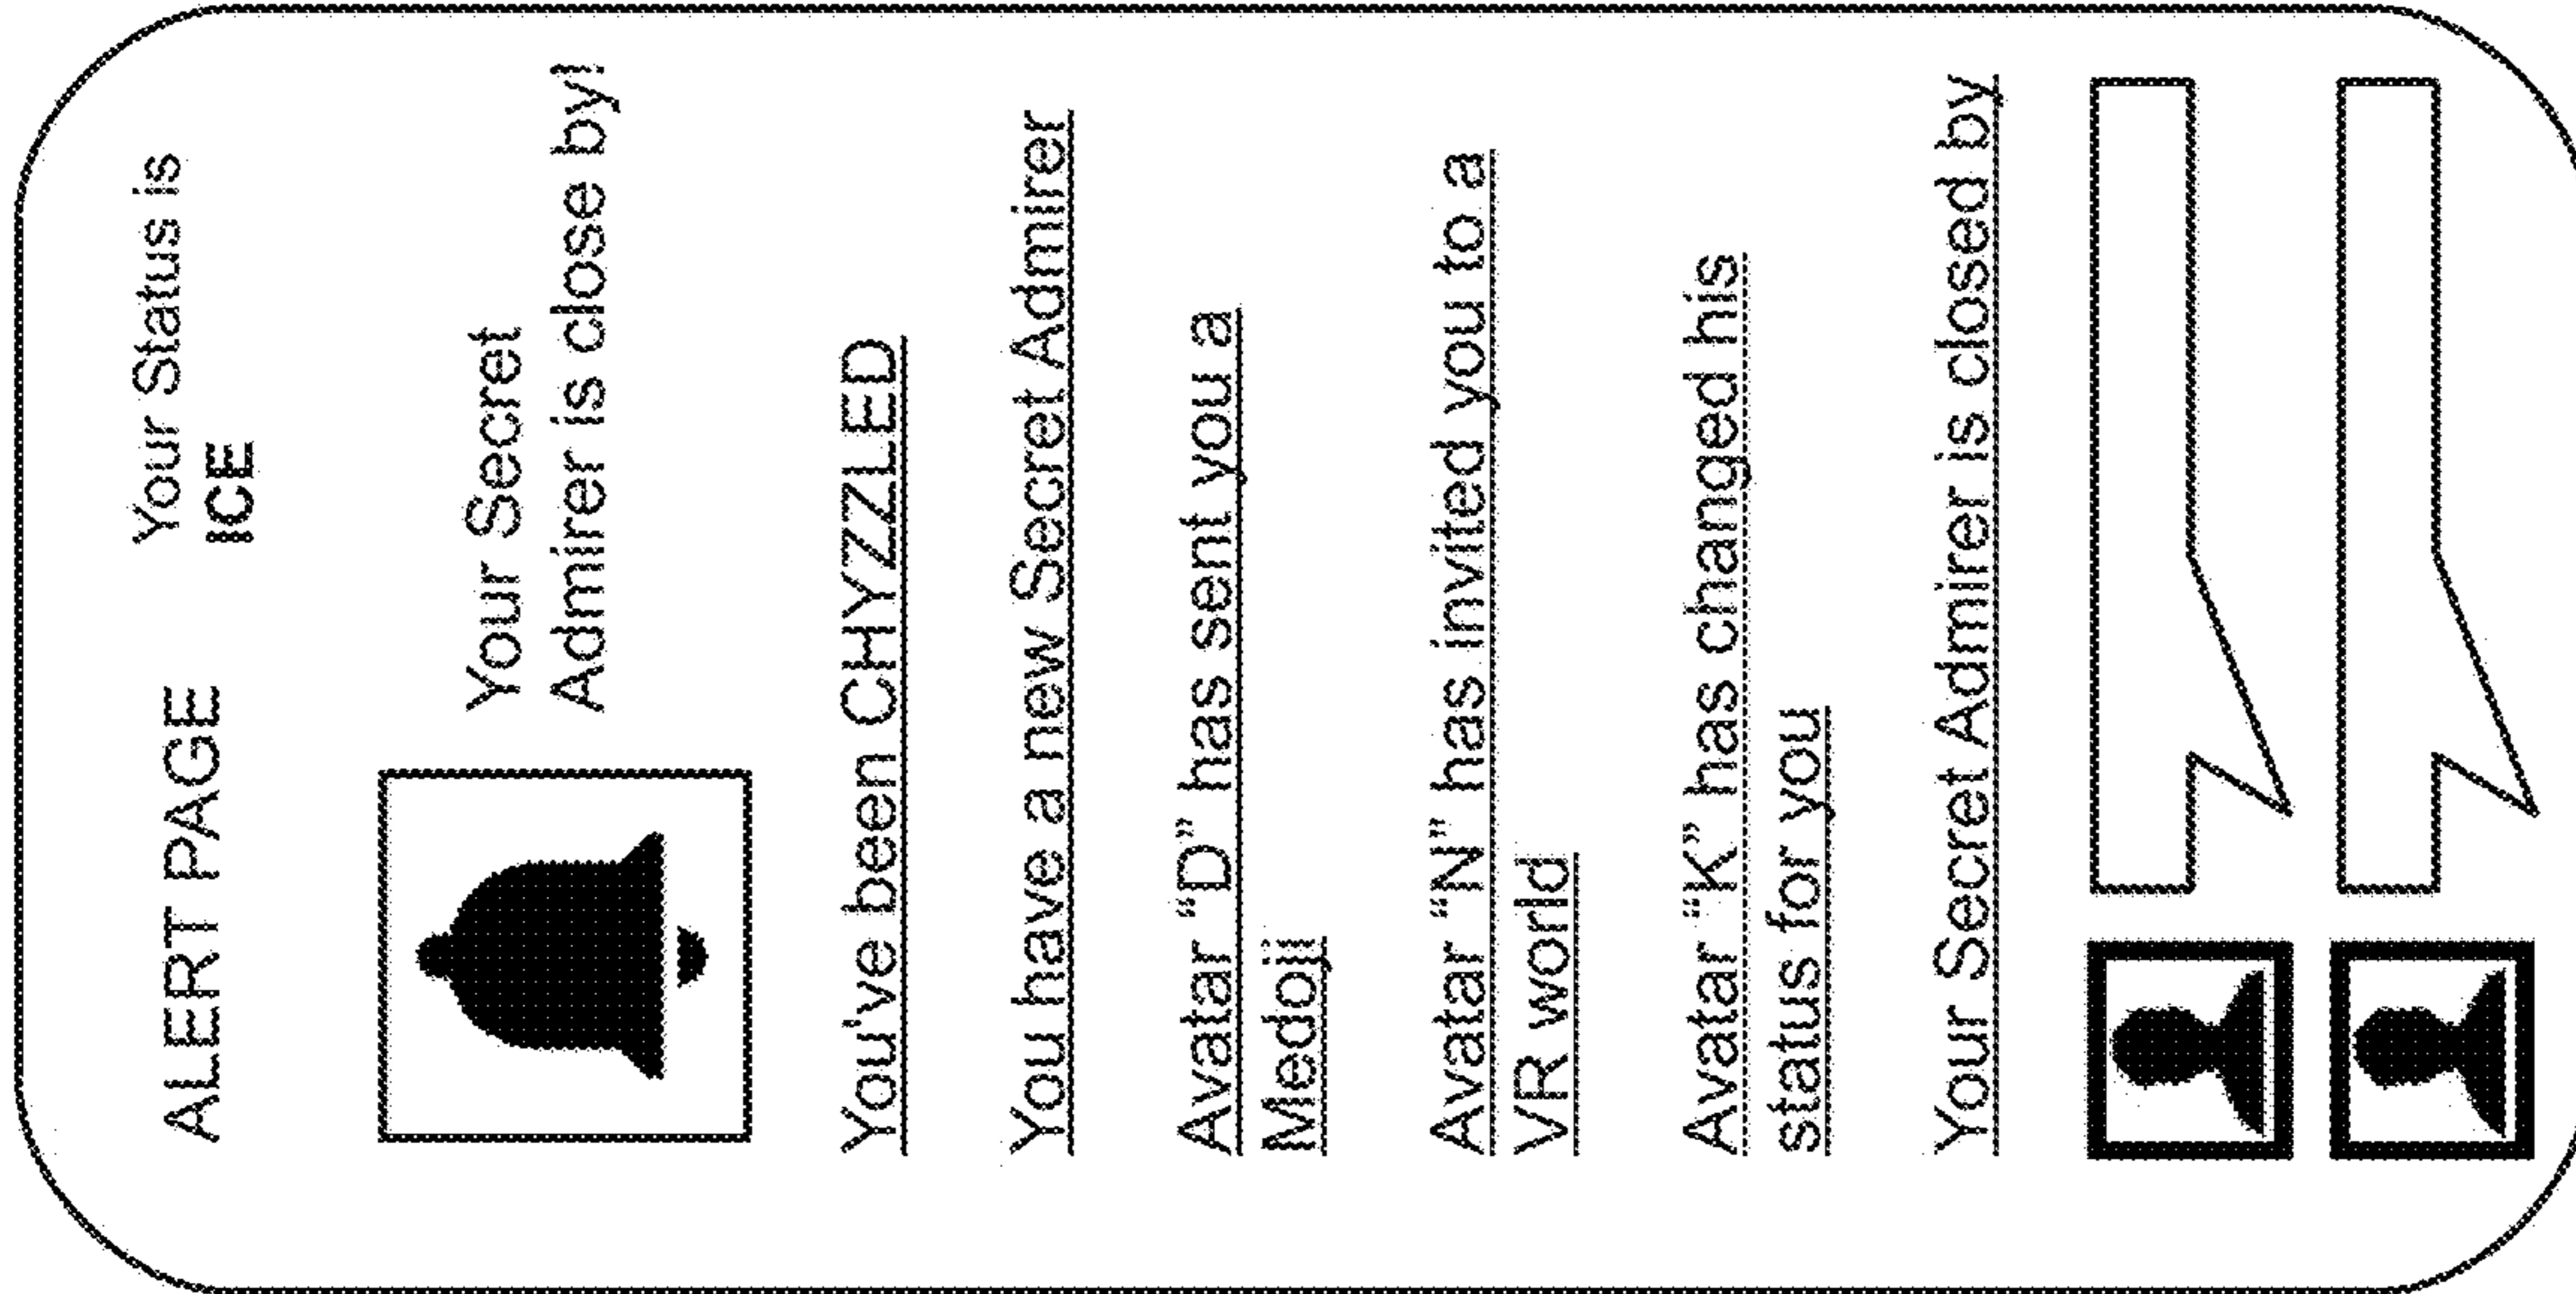 ALERT PAGE
Your Status is
ICE
Your Secret
Admirer is close by!
You've been CHYZZLED
You have a new Secret Admirer
Avatar “D” has sent you a
Medoji
Avatar “N” has invited you to a
VR world
Avatar “K” has changed his
status for you
Your Secret Admirer is closed by